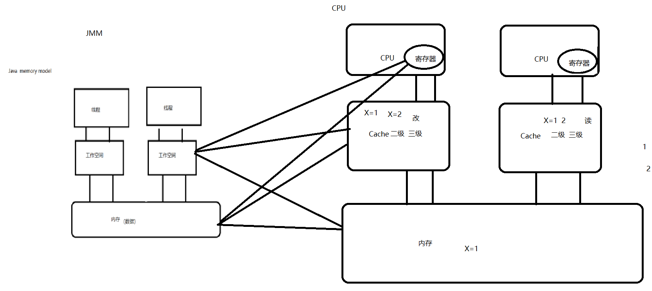 CPU
JMM
Java memory model
CPU 寄存器
CPU 寄存器
线程
线程
X=1 X=2 改
Cache 二级 三级
X=1 2 读
Cache 二级 三级
工作空间
工作空间
1
2
内存
内存 X=1